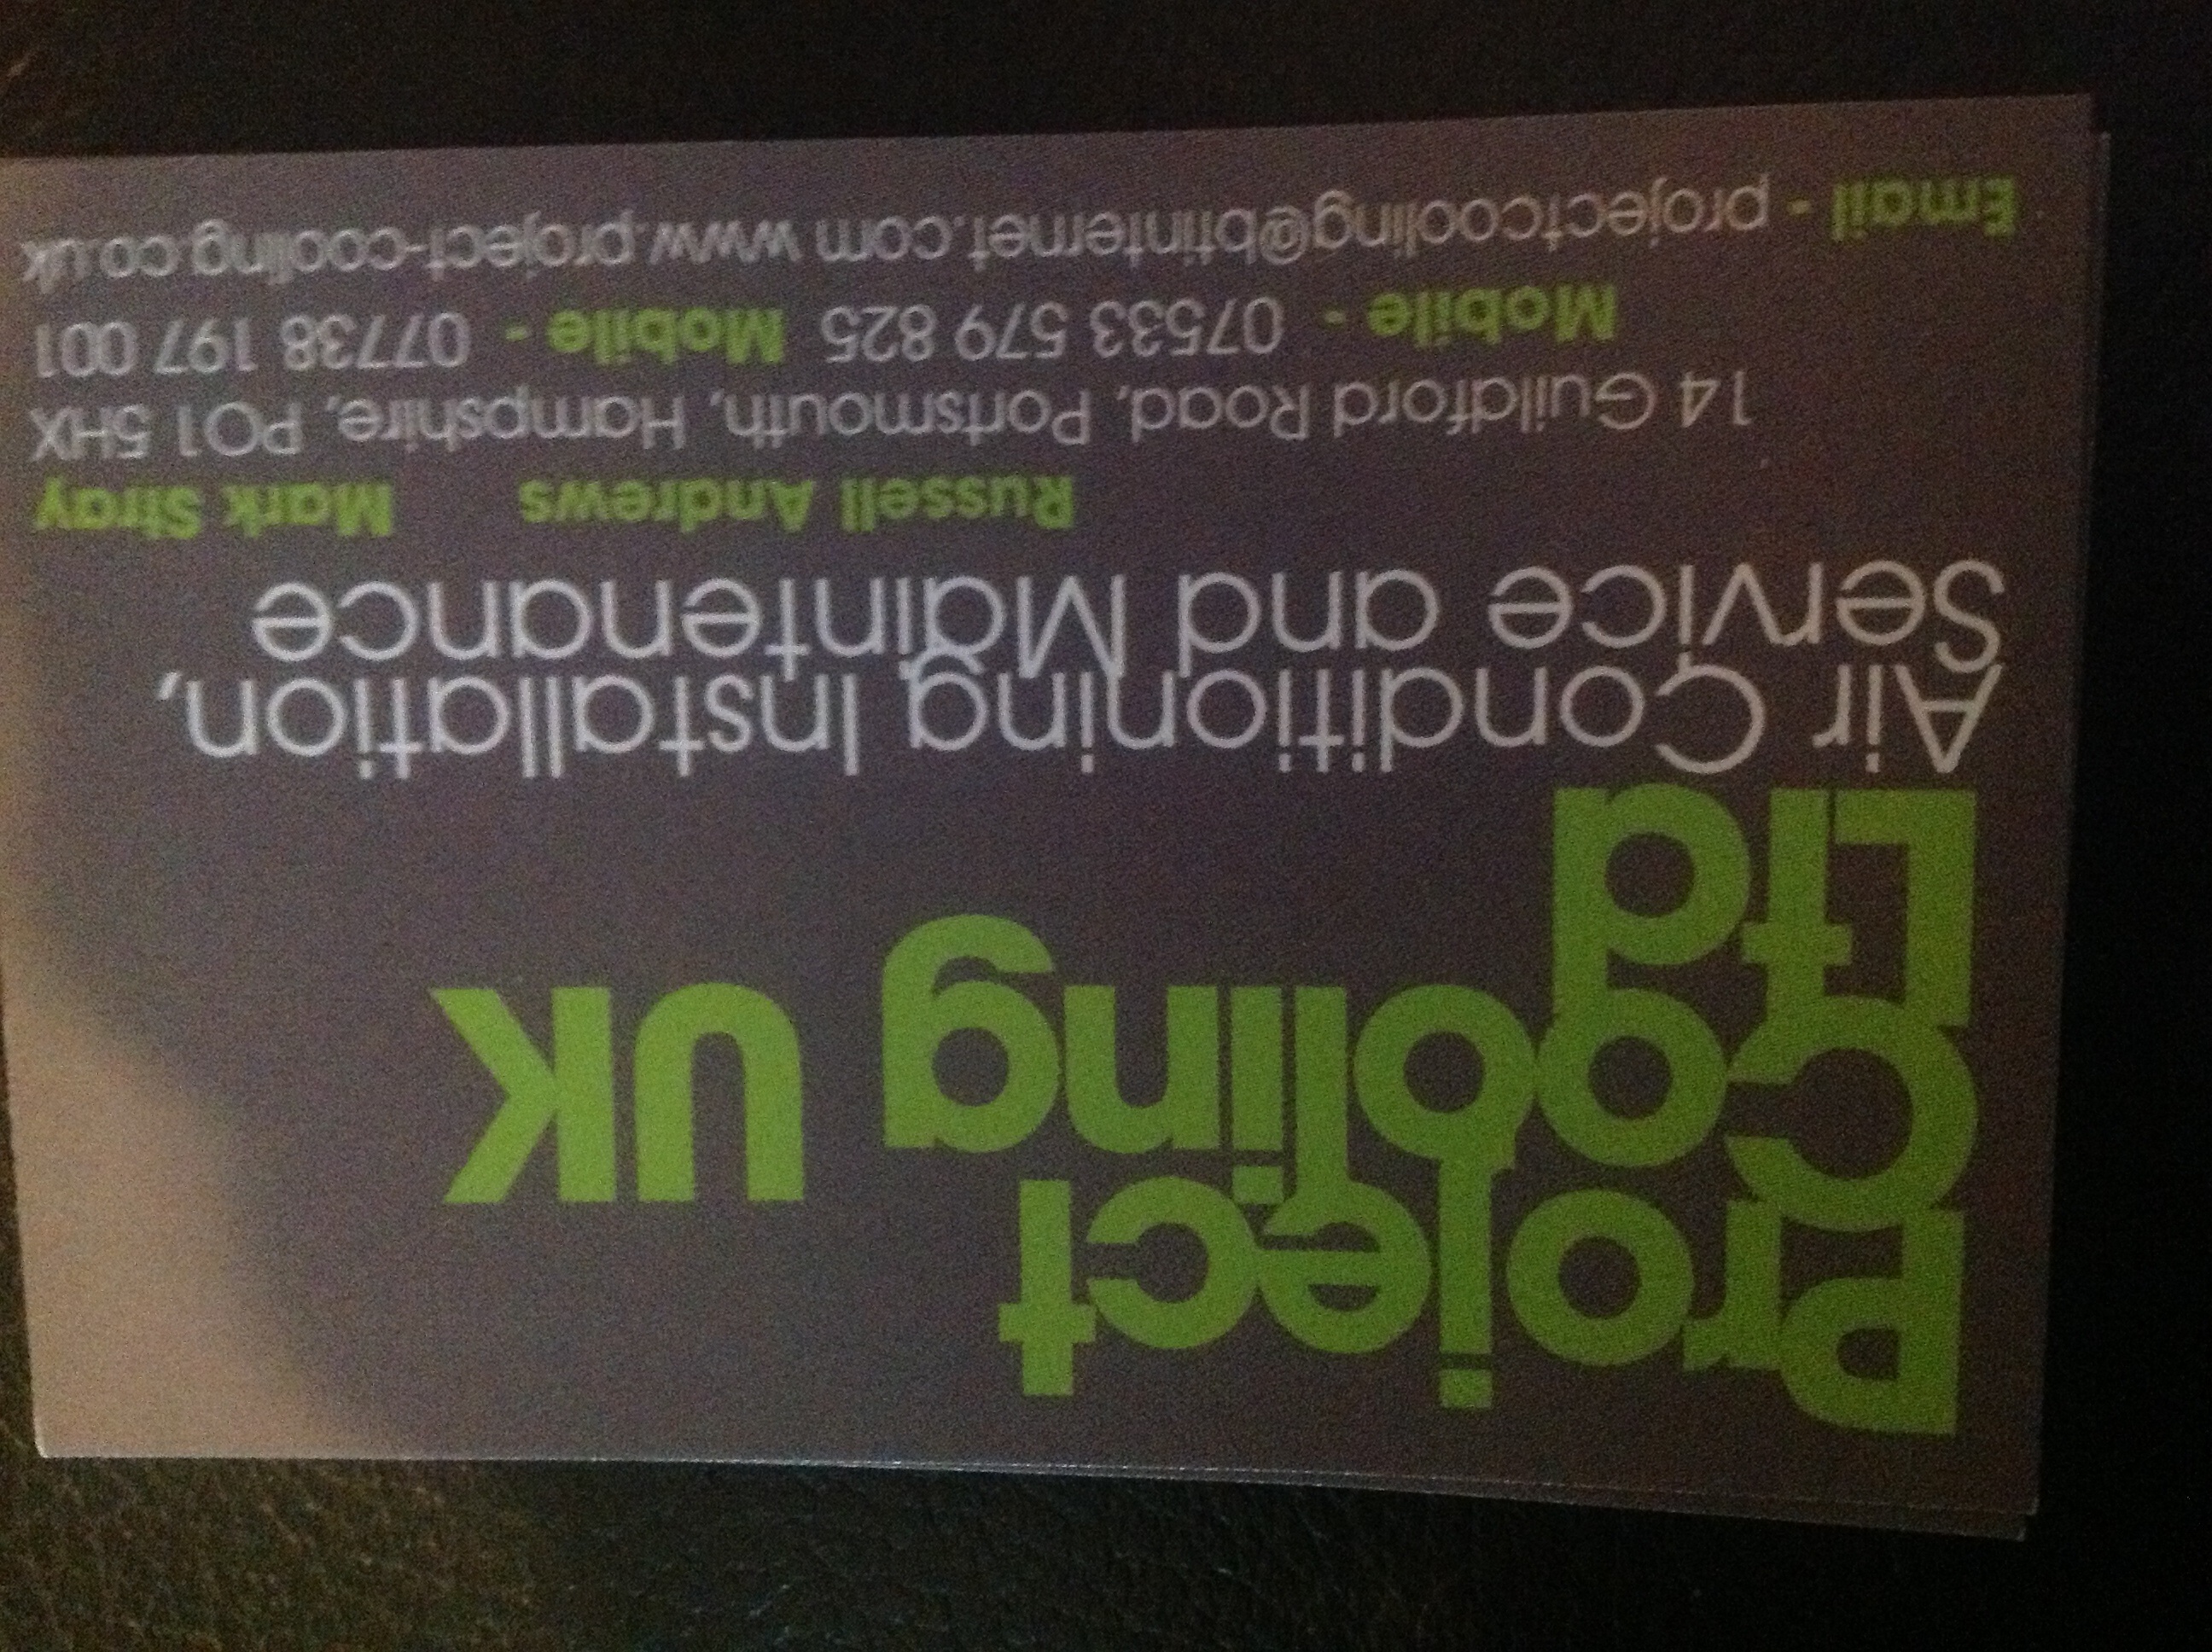 Project
Cooling UK
Ltd
Air Conditioning Installation,
Service and Maintenance
Russell Andrews Mark Stray
14 Guildford Road, Portsmouth, Hampshire, PO1 5HX
Mobile - 07533 579 825 Mobile - 07738 197 001
Email - projectcooling@btinternet.com www.project-cooling.co.uk